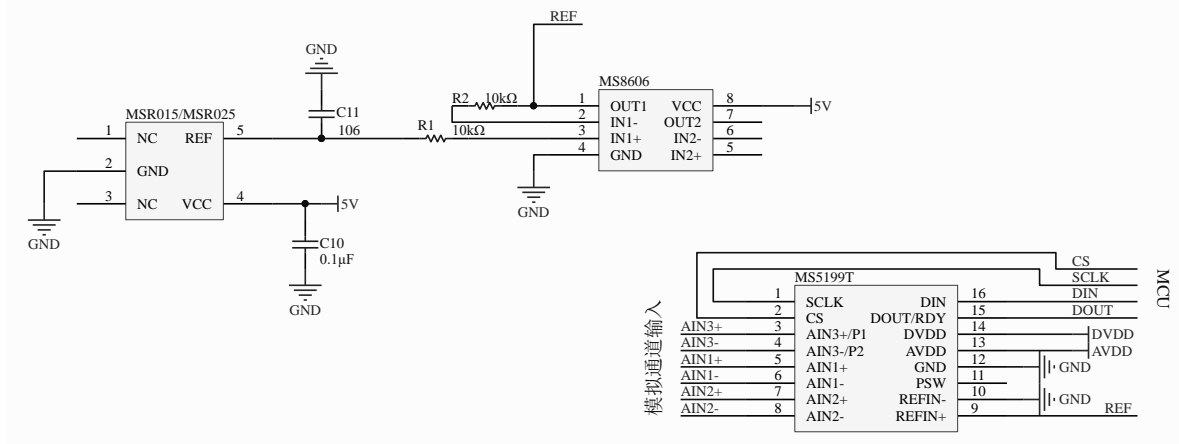 REF
GND
MS8606
R2 10kΩ
1 OUT1 VCC 8 5V
2 IN1- OUT2 7
3 IN1+ IN2- 6
4 GND IN2+ 5
GND
MSR015/MSR025
C11
106
R1 10kΩ
1 NC REF 5
2 GND
3 NC VCC 4 5V
GND
C10
0.1μF
GND
MS5199T
CS
SCLK
DIN
DOUT
MCU
模拟通道输入
1 SCLK DIN 16
2 CS DOUT/RDY 15
AIN3+ 3 AIN3+/P1 DVDD 14 DVDD
AIN3- 4 AIN3-/P2 AVDD 13 AVDD
AIN1+ 5 AIN1+ GND 12 GND
AIN1- 6 AIN1- PSW 11
AIN2+ 7 AIN2+ REFIN- 10 GND
AIN2- 8 AIN2- REFIN+ 9 REF